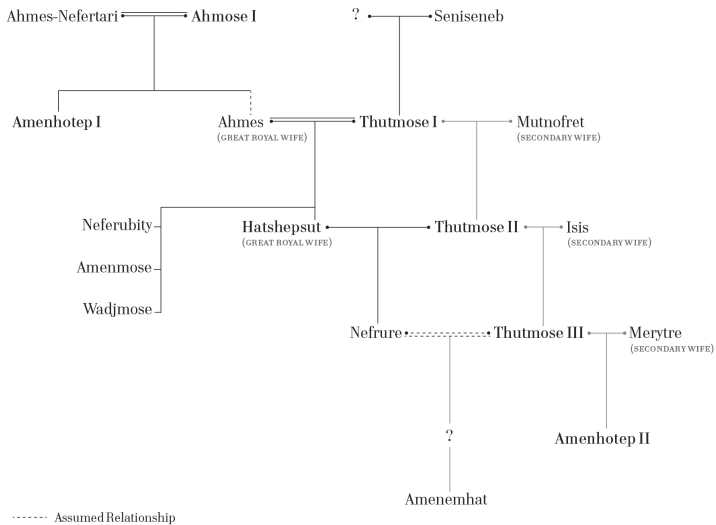 Ahmes-Nefertari Ahmose I ? Seniseneb
Amenhotep I Ahmes Thutmose I Mutnofret
(GREAT ROYAL WIFE) (SECONDARY WIFE)
Neferubity Hatshepsut Thutmose II Isis
(GREAT ROYAL WIFE) (SECONDARY WIFE)
Amenmose
Wadjmose
Nefrure Thutmose III Merytre
(SECONDARY WIFE)
? Amenhotep II
Amenemhat
Assumed Relationship